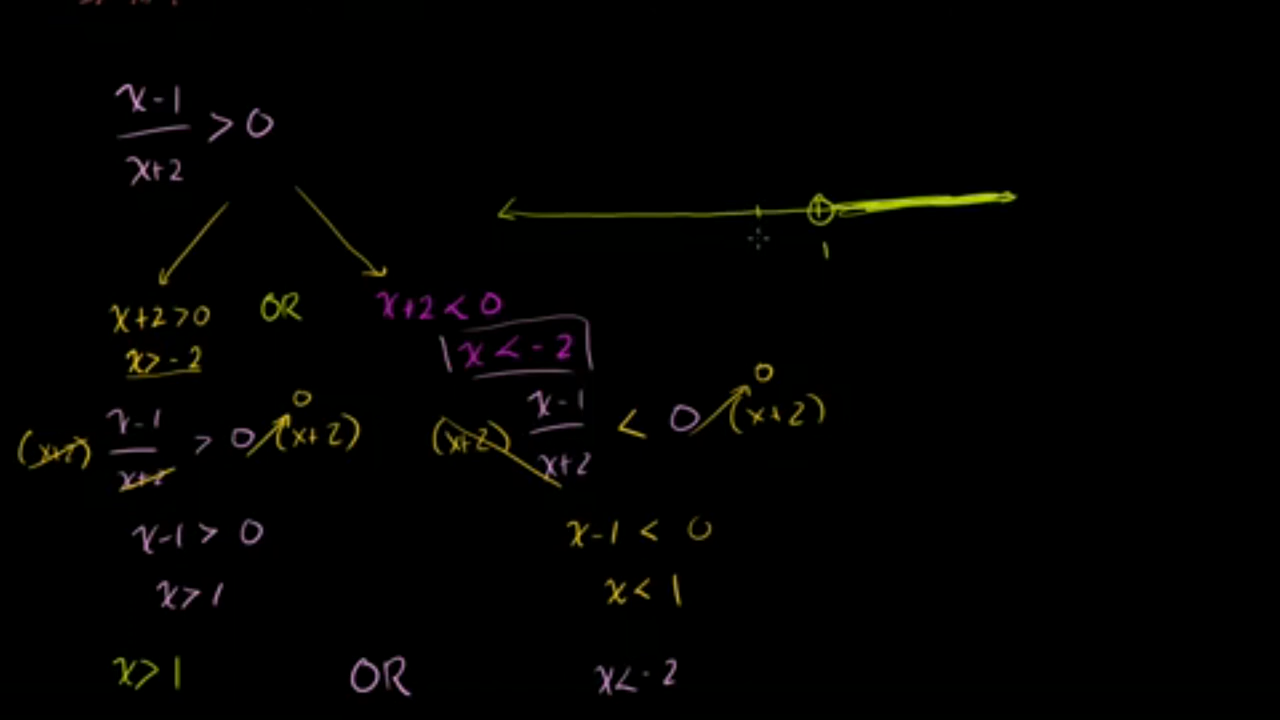 x-1
x+2
> 0
1
x+2>0 OR x+2 < 0
x>-2
x < -2
(x+2) x-1
x+2
> 0 (x+2) 0
(x+2) x-1
x+2
< 0 (x+2) 0
x-1 > 0
x-1 < 0
x>1
x< 1
x>1 OR x<-2